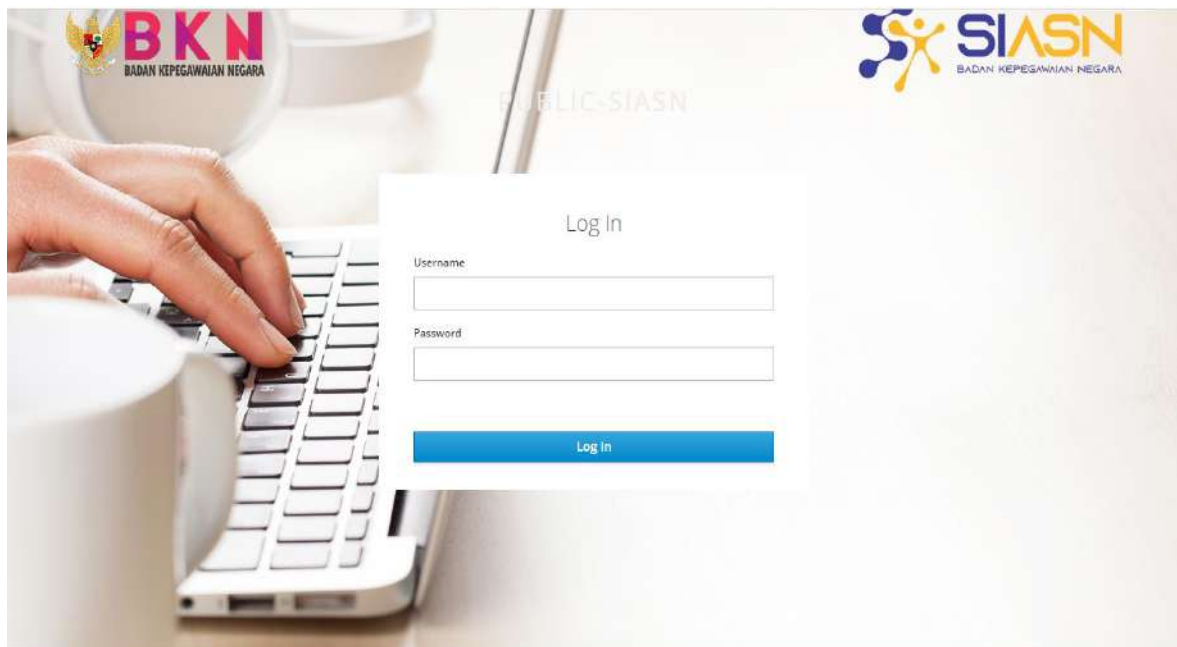 BKN
BADAN KEPEGAWAIAN NEGARA
SIASN
BADAN KEPEGAWAIAN NEGARA
PUBLIC-SIASN
Log In
Username
Password
Log In